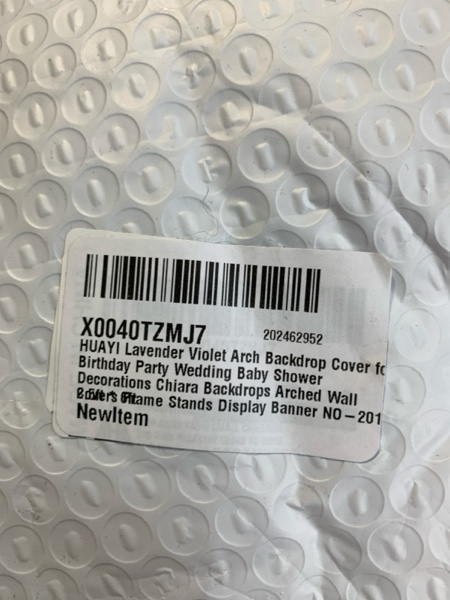 X0040TZMJ7 202462952
HUAYI Lavender Violet Arch Backdrop Cover fo
Birthday Party Wedding Baby Shower
Decorations Chiara Backdrops Arched Wall
Frame Stands Display Banner NO-201
NewItem